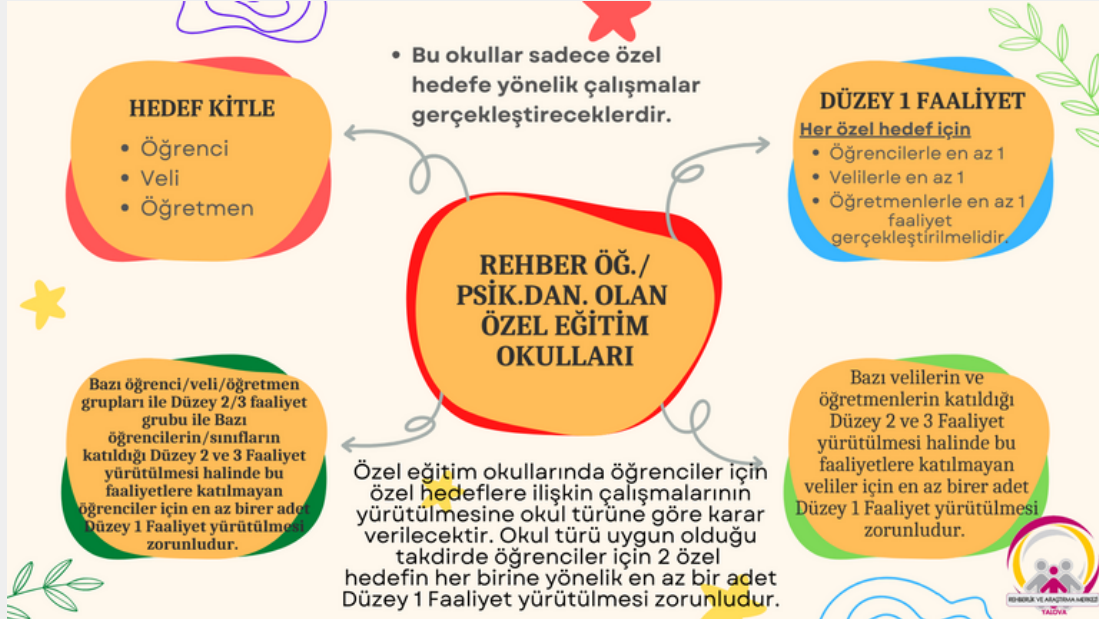 Bu okullar sadece özel
hedefe yönelik çalışmalar
gerçekleştireceklerdir.
HEDEF KİTLE
Öğrenci
Veli
Öğretmen
DÜZEY 1 FAALİYET
Her özel hedef için
Öğrencilerle en az 1
Velilerle en az 1
Öğretmenlerle en az 1
faaliyet
gerçekleştirilmelidir.
REHBER ÖĞ./
PSİK.DAN. OLAN
ÖZEL EĞİTİM
OKULLARI
Bazı öğrenci/veli/öğretmen
grupları ile Düzey 2/3 faaliyet
grubu ile Bazı
öğrencilerin/sınıfların
katıldığı Düzey 2 ve 3 Faaliyet
yürütülmesi halinde bu
faaliyetlere katılmayan
öğrenciler için en az birer adet
Düzey 1 Faaliyet yürütülmesi
zorunludur.
Özel eğitim okullarında öğrenciler için
özel hedeflere ilişkin çalışmalarının
yürütülmesine okul türüne göre karar
verilecektir. Okul türü uygun olduğu
takdirde öğrenciler için 2 özel
hedefin her birine yönelik en az bir adet
Düzey 1 Faaliyet yürütülmesi zorunludur.
Bazı velilerin ve
öğretmenlerin katıldığı
Düzey 2 ve 3 Faaliyet
yürütülmesi halinde bu
faaliyetlere katılmayan
veliler için en az birer adet
Düzey 1 Faaliyet yürütülmesi
zorunludur.
REHBERLİK VE ARAŞTIRMA MERKEZİ
YALOVA